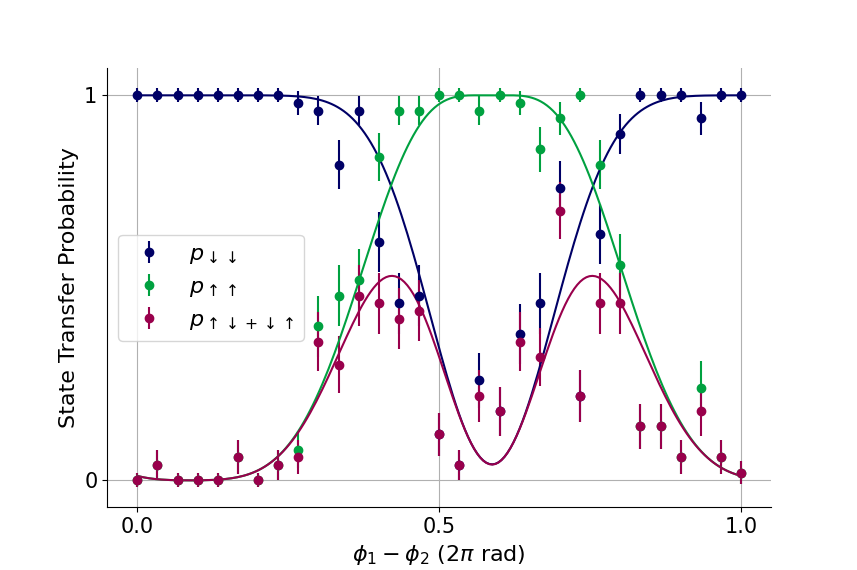 State Transfer Probability
1
0
p↓↓
p↑↑
p↑↓+↓↑
0.0 0.5 1.0
ϕ₁ − ϕ₂ (2π rad)